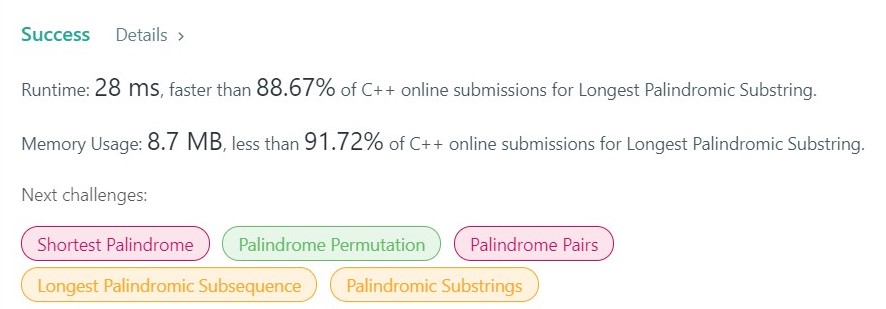 Success Details >
Runtime: 28 ms, faster than 88.67% of C++ online submissions for Longest Palindromic Substring.
Memory Usage: 8.7 MB, less than 91.72% of C++ online submissions for Longest Palindromic Substring.
Next challenges:
Shortest Palindrome Palindrome Permutation Palindrome Pairs
Longest Palindromic Subsequence Palindromic Substrings